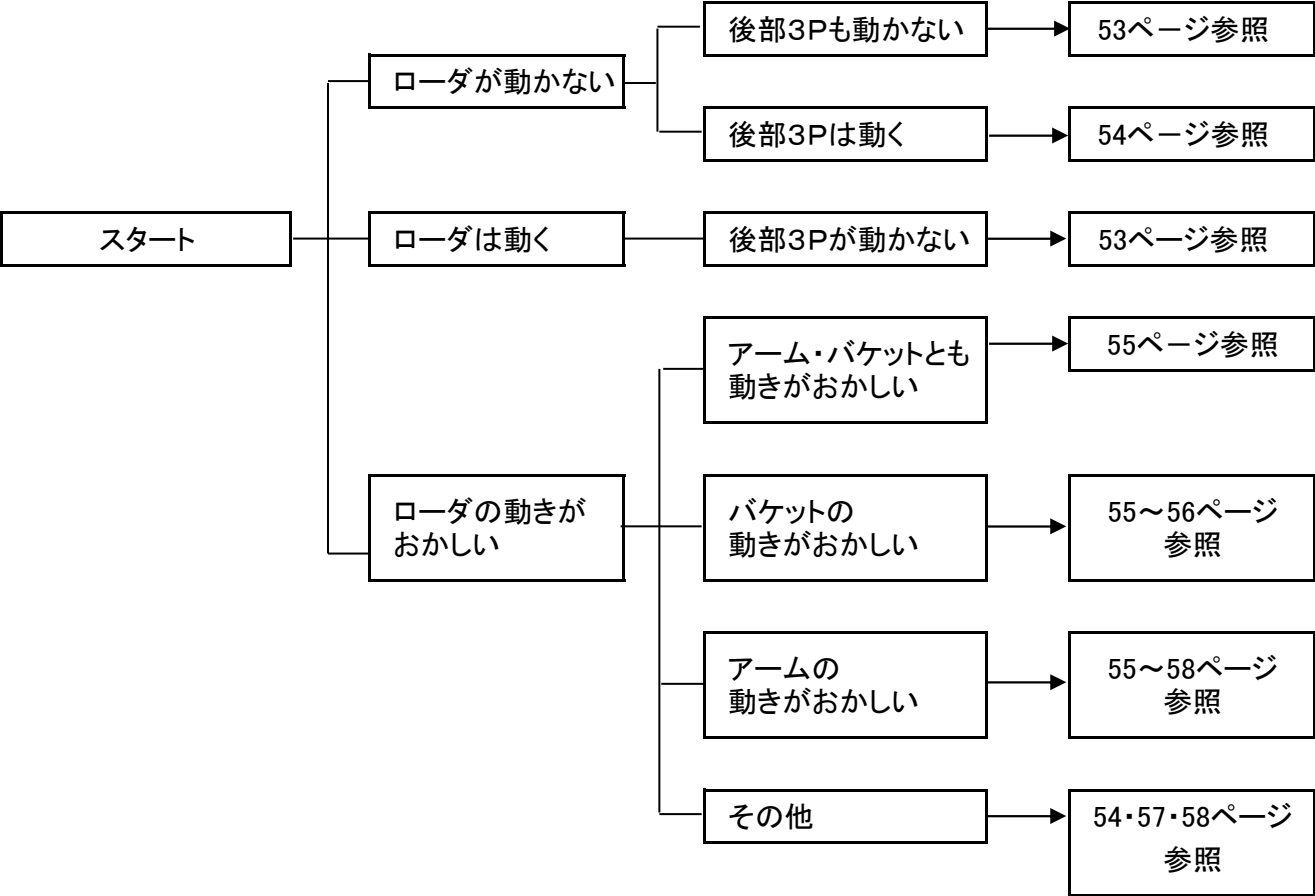 後部３Ｐも動かない
53ページ参照
ローダが動かない
後部３Ｐは動く
54ページ参照
スタート
ローダは動く
後部３Ｐが動かない
53ページ参照
アーム・バケットとも
動きがおかしい
55ページ参照
ローダの動きが
おかしい
バケットの
動きがおかしい
55～56ページ
参照
アームの
動きがおかしい
55～58ページ
参照
その他
54・57・58ページ
参照